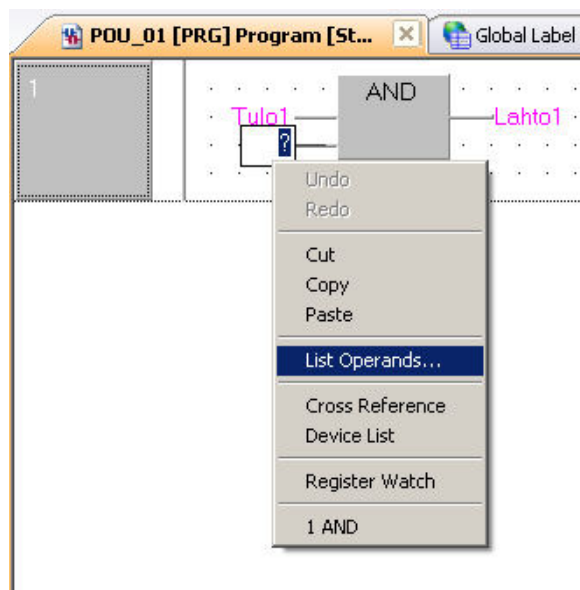 POU_01 [PRG] Program [St... Global Label
1
AND
Tulo1 Lahto1
?
Undo
Redo
Cut
Copy
Paste
List Operands...
Cross Reference
Device List
Register Watch
1 AND